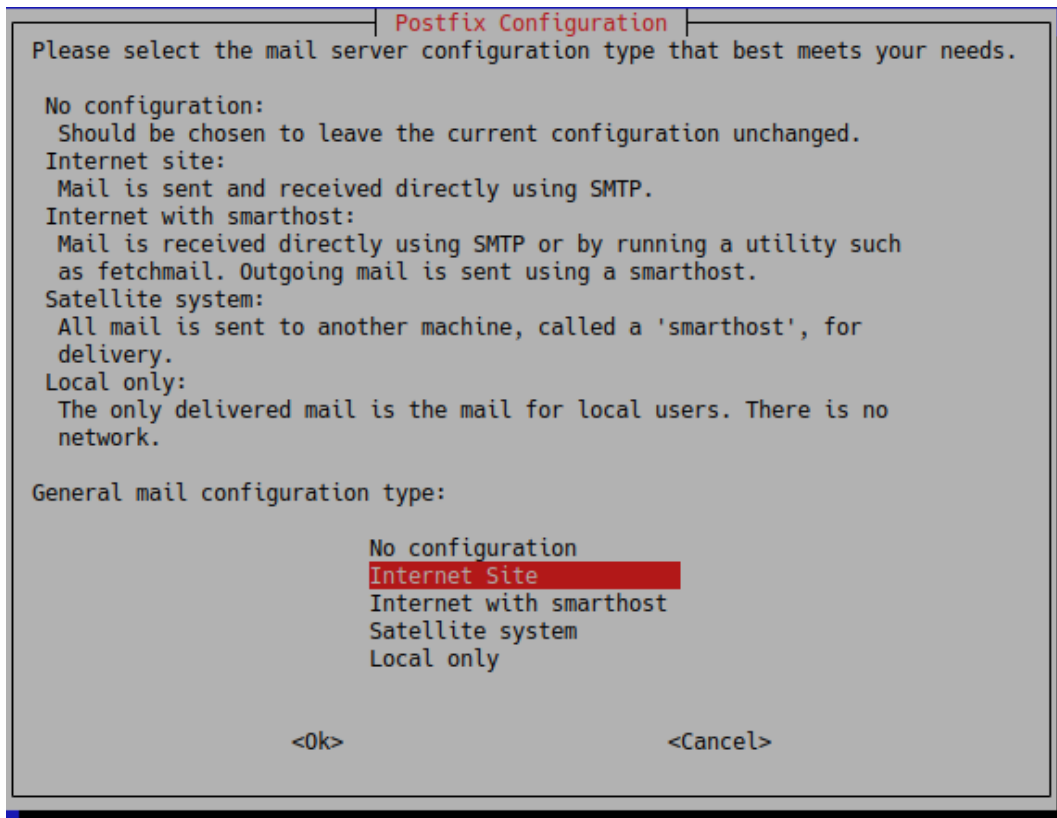 Postfix Configuration
Please select the mail server configuration type that best meets your needs.
No configuration:
Should be chosen to leave the current configuration unchanged.
Internet site:
Mail is sent and received directly using SMTP.
Internet with smarthost:
Mail is received directly using SMTP or by running a utility such
as fetchmail. Outgoing mail is sent using a smarthost.
Satellite system:
All mail is sent to another machine, called a 'smarthost', for
delivery.
Local only:
The only delivered mail is the mail for local users. There is no
network.
General mail configuration type:
No configuration
Internet Site
Internet with smarthost
Satellite system
Local only
<Ok> <Cancel>